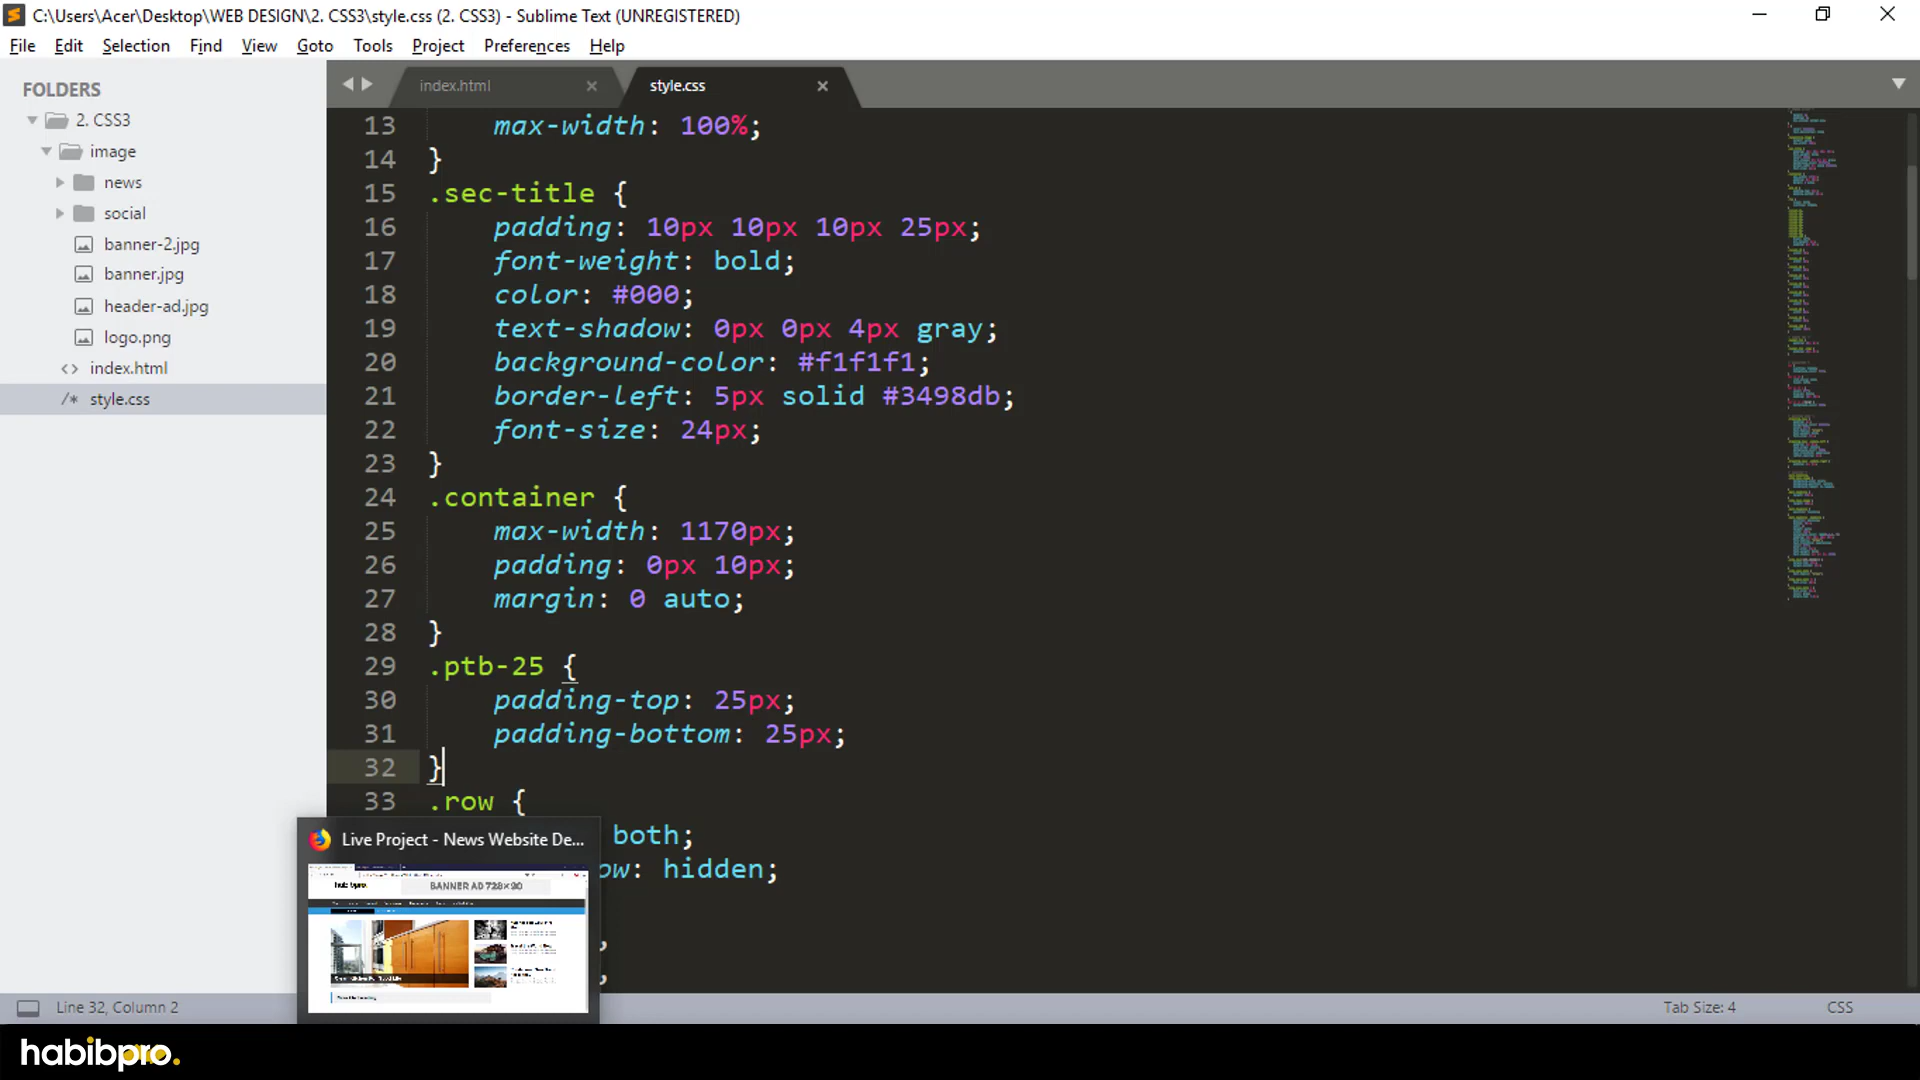 C:\Users\Acer\Desktop\WEB DESIGN\2. CSS3\style.css (2. CSS3) - Sublime Text (UNREGISTERED)
File Edit Selection Find View Goto Tools Project Preferences Help
FOLDERS
2. CSS3
image
news
social
banner-2.jpg
banner.jpg
header-ad.jpg
logo.png
<> index.html
/* style.css
index.html
style.css
13 max-width: 100%;
14 }
15 .sec-title {
16 padding: 10px 10px 10px 25px;
17 font-weight: bold;
18 color: #000;
19 text-shadow: 0px 0px 4px gray;
20 background-color: #f1f1f1;
21 border-left: 5px solid #3498db;
22 font-size: 24px;
23 }
24 .container {
25 max-width: 1170px;
26 padding: 0px 10px;
27 margin: 0 auto;
28 }
29 .ptb-25 {
30 padding-top: 25px;
31 padding-bottom: 25px;
32 }
33 .row {
both;
ow: hidden;
Live Project - News Website De...
habibpro.
BANNER AD 728×90
Line 32, Column 2
Tab Size: 4
CSS
habibpro.